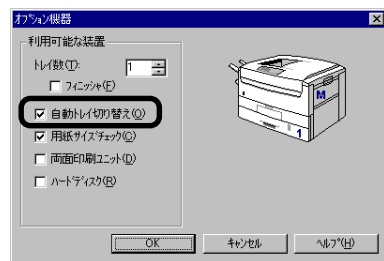 オプション機器
利用可能な装置
トレイ数(T): 1
フィニッシャ(F)
自動トレイ切り替え(O)
用紙サイズチェック(C)
両面印刷ユニット(D)
ハードディスク(R)
M
1
OK キャンセル ヘルプ(H)